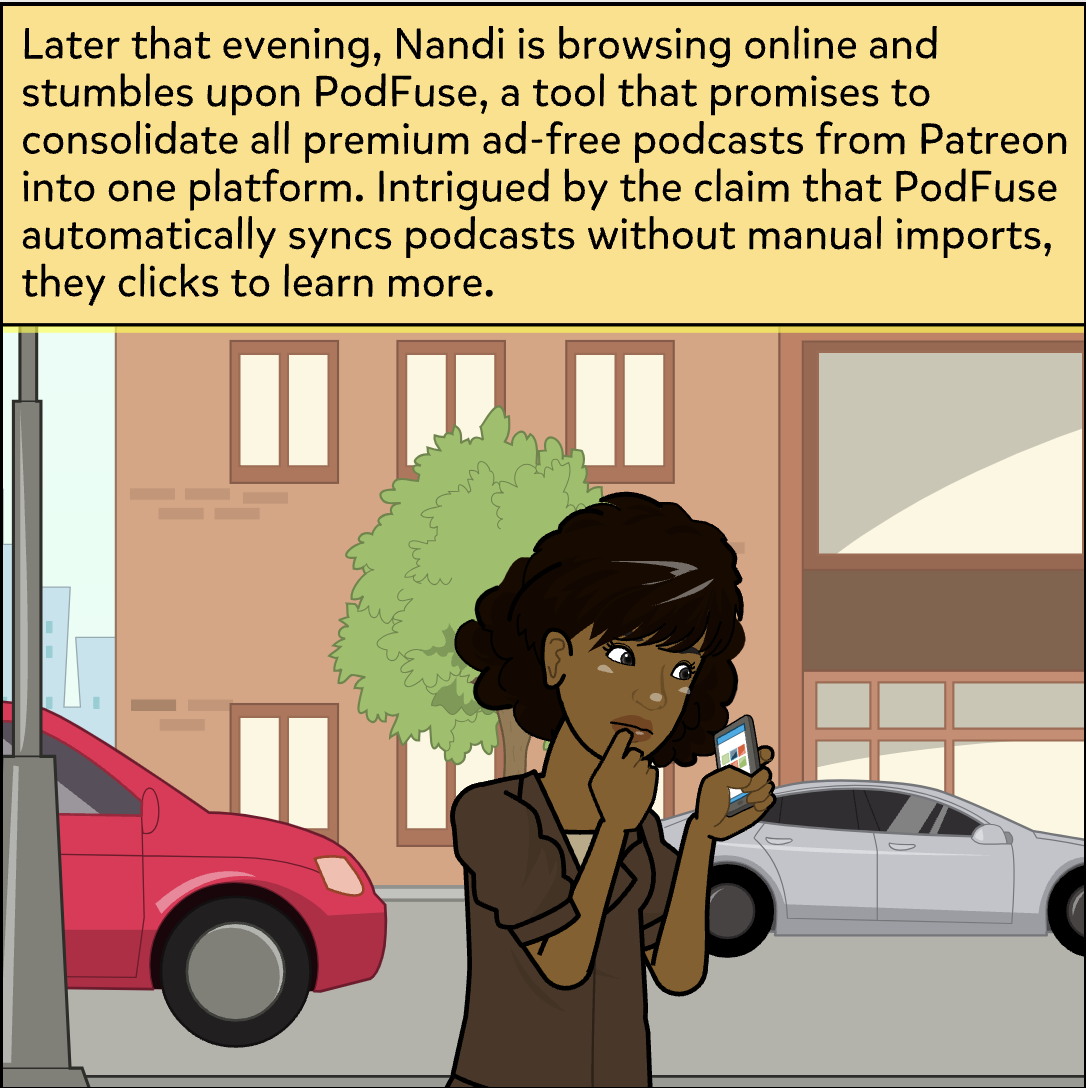 Later that evening, Nandi is browsing online and
stumbles upon PodFuse, a tool that promises to
consolidate all premium ad-free podcasts from Patreon
into one platform. Intrigued by the claim that PodFuse
automatically syncs podcasts without manual imports,
they clicks to learn more.